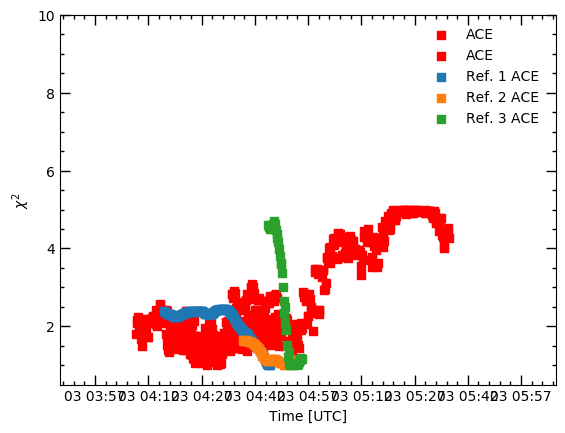 10
8
6
4
2
χ²
ACE
ACE
Ref. 1 ACE
Ref. 2 ACE
Ref. 3 ACE
03 03:57 03 04:12 03 04:27 03 04:42 03 04:57 03 05:12 03 05:27 03 05:42 03 05:57
Time [UTC]